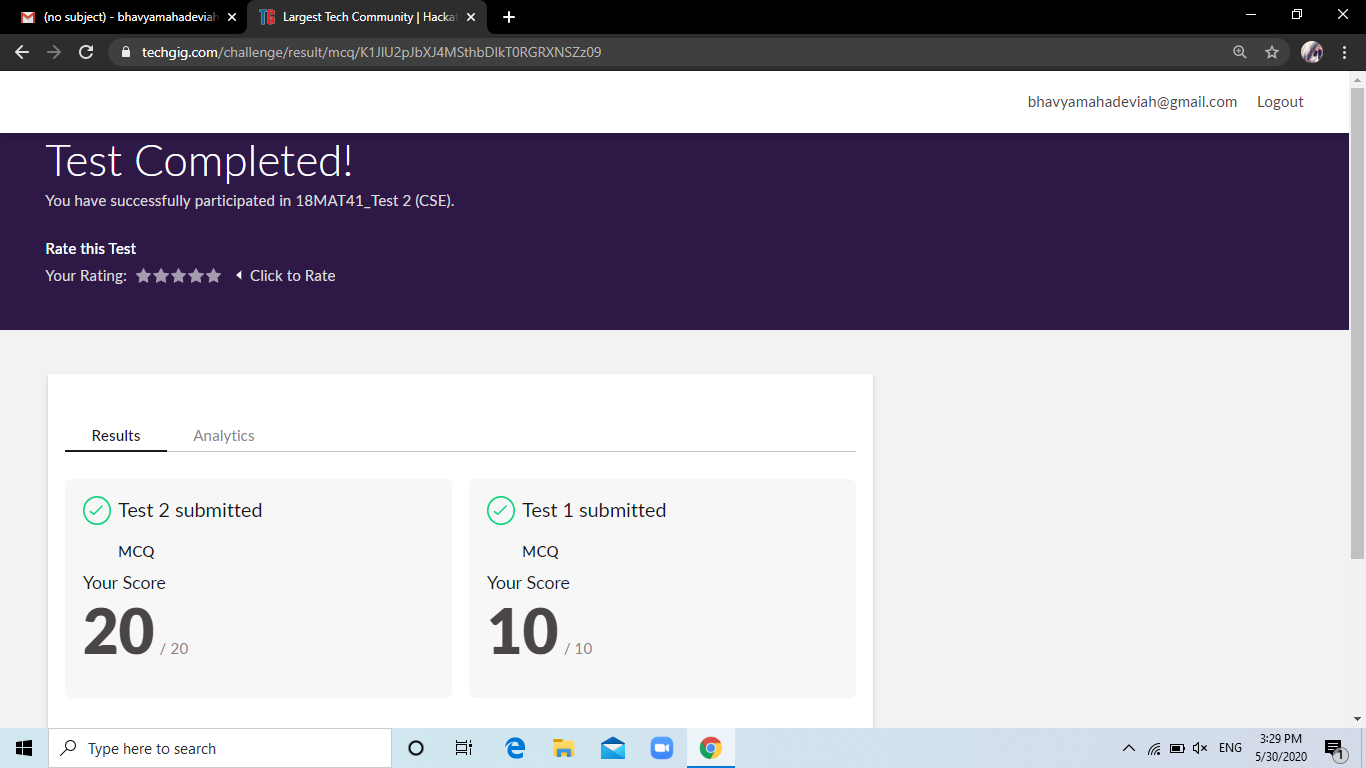 (no subject) - bhavyamahadeviah
Largest Tech Community | Hacka
techgig.com/challenge/result/mcq/K1JlU2pJbXJ4MSthbDlkT0RGRXNSZz09
bhavyamahadeviah@gmail.com Logout
Test Completed!
You have successfully participated in 18MAT41_Test 2 (CSE).
Rate this Test
Your Rating: Click to Rate
Results Analytics
Test 2 submitted
MCQ
Your Score
20 / 20
Test 1 submitted
MCQ
Your Score
10 / 10
Type here to search
ENG
3:29 PM
5/30/2020
1